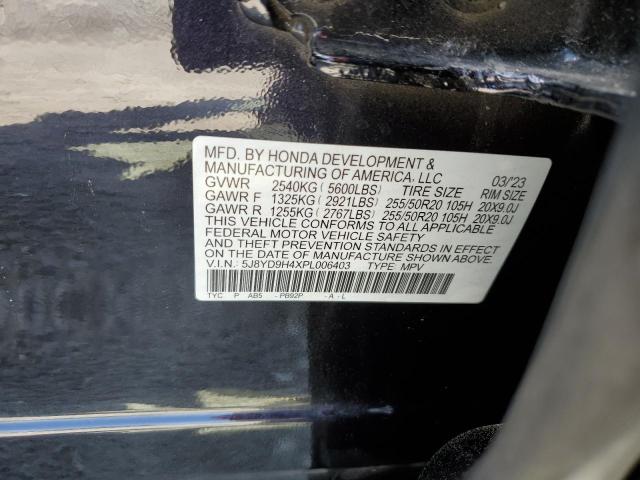 MFD. BY HONDA DEVELOPMENT &
MANUFACTURING OF AMERICA, LLC 03/'23
GVWR 2540KG ( 5600LBS) TIRE SIZE RIM SIZE
GAWR F 1325KG ( 2921LBS) 255/50R20 105H 20X9.0J
GAWR R 1255KG ( 2767LBS) 255/50R20 105H 20X9.0J
THIS VEHICLE CONFORMS TO ALL APPLICABLE
FEDERAL MOTOR VEHICLE SAFETY
AND THEFT PREVENTION STANDARDS IN EFFECT
ON THE DATE OF MANUFACTURE SHOWN ABOVE.
V.I.N.: 5J8YD9H4XPL006403 TYPE MPV
TYC P AB5 -PB92P -A-L